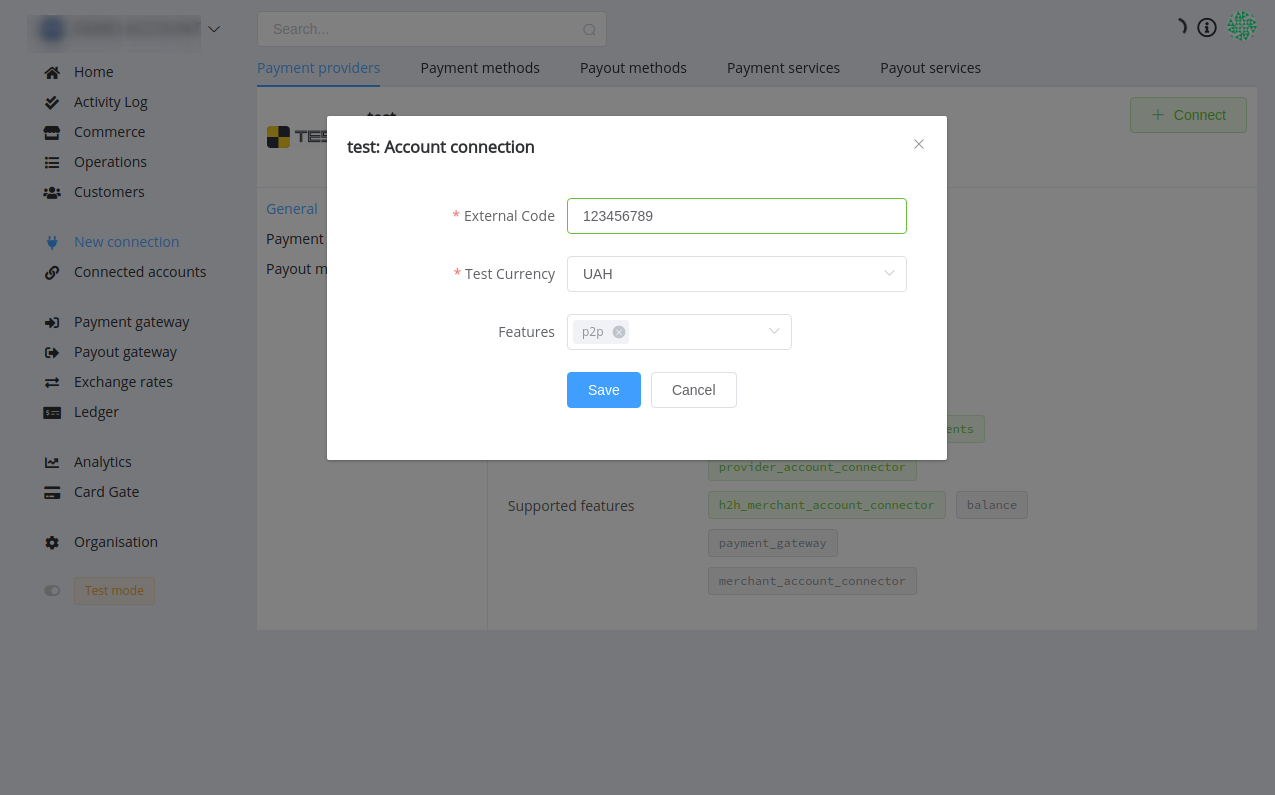 Search...
Home
Activity Log
Commerce
Operations
Customers
New connection
Connected accounts
Payment gateway
Payout gateway
Exchange rates
Ledger
Analytics
Card Gate
Organisation
Test mode
Payment providers Payment methods Payout methods Payment services Payout services
test
TES
+ Connect
General
Payment
Payout m
test: Account connection
* External Code 123456789
* Test Currency UAH
Features p2p
Save Cancel
ents
provider_account_connector
Supported features h2h_merchant_account_connector balance
payment_gateway
merchant_account_connector